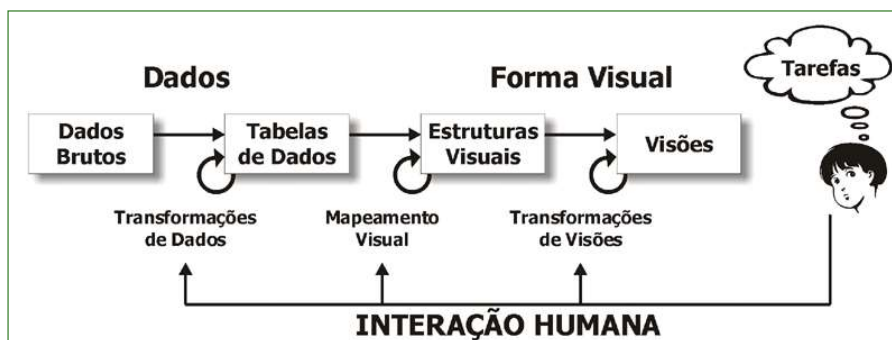 Dados
Forma Visual
Tarefas
Dados
Brutos
Tabelas
de Dados
Estruturas
Visuais
Visões
Transformações
de Dados
Mapeamento
Visual
Transformações
de Visões
INTERAÇÃO HUMANA